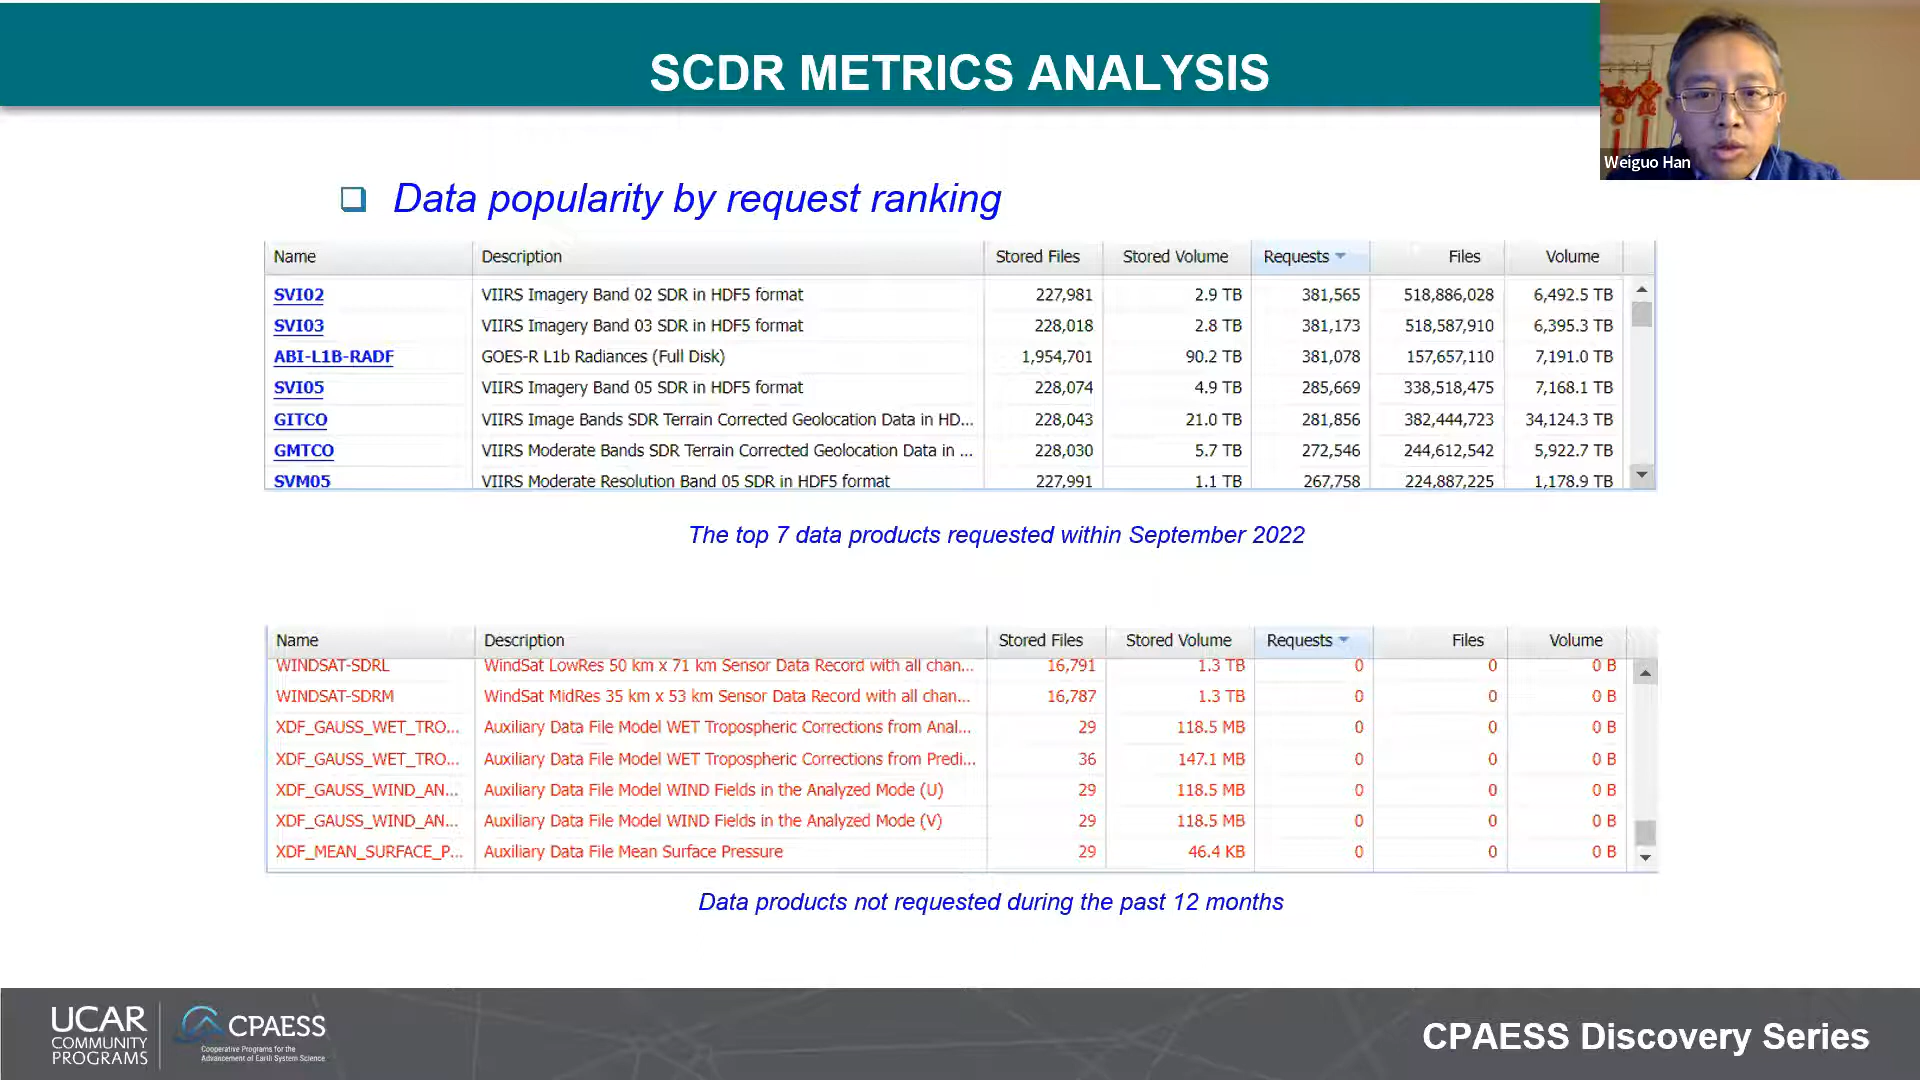 SCDR METRICS ANALYSIS
Weiguo Han
Data popularity by request ranking
Name Description Stored Files Stored Volume Requests Files Volume
SVI02 VIIRS Imagery Band 02 SDR in HDF5 format 227,981 2.9 TB 381,565 518,886,028 6,492.5 TB
SVI03 VIIRS Imagery Band 03 SDR in HDF5 format 228,018 2.8 TB 381,173 518,587,910 6,395.3 TB
ABI-L1B-RADF GOES-R L1b Radiances (Full Disk) 1,954,701 90.2 TB 381,078 157,657,110 7,191.0 TB
SVI05 VIIRS Imagery Band 05 SDR in HDF5 format 228,074 4.9 TB 285,669 338,518,475 7,168.1 TB
GITCO VIIRS Image Bands SDR Terrain Corrected Geolocation Data in HD... 228,043 21.0 TB 281,856 382,444,723 34,124.3 TB
GMTCO VIIRS Moderate Bands SDR Terrain Corrected Geolocation Data in ... 228,030 5.7 TB 272,546 244,612,542 5,922.7 TB
SVM05 VIIRS Moderate Resolution Band 05 SDR in HDF5 format 227,991 1.1 TB 267,758 224,887,225 1,178.9 TB
The top 7 data products requested within September 2022
Name Description Stored Files Stored Volume Requests Files Volume
WINDSAT-SDRL WindSat LowRes 50 km x 71 km Sensor Data Record with all chan... 16,791 1.3 TB 0 0 0 B
WINDSAT-SDRM WindSat MidRes 35 km x 53 km Sensor Data Record with all chan... 16,787 1.3 TB 0 0 0 B
XDF_GAUSS_WET_TRO... Auxiliary Data File Model WET Tropospheric Corrections from Anal... 29 118.5 MB 0 0 0 B
XDF_GAUSS_WET_TRO... Auxiliary Data File Model WET Tropospheric Corrections from Predi... 36 147.1 MB 0 0 0 B
XDF_GAUSS_WIND_AN... Auxiliary Data File Model WIND Fields in the Analyzed Mode (U) 29 118.5 MB 0 0 0 B
XDF_GAUSS_WIND_AN... Auxiliary Data File Model WIND Fields in the Analyzed Mode (V) 29 118.5 MB 0 0 0 B
XDF_MEAN_SURFACE_P... Auxiliary Data File Mean Surface Pressure 29 46.4 KB 0 0 0 B
Data products not requested during the past 12 months
UCAR
COMMUNITY
PROGRAMS
CPAESS
Cooperative Programs for the
Advancement of Earth System Science
CPAESS Discovery Series